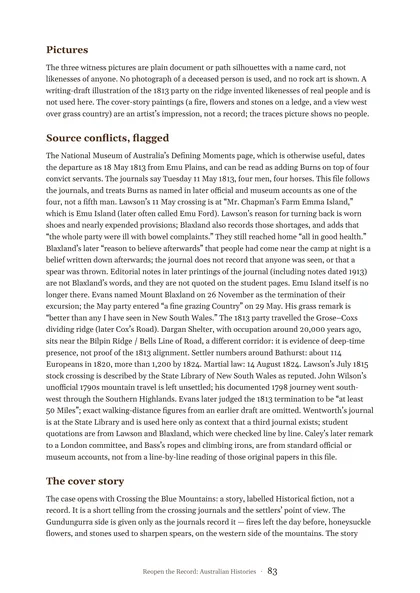 Pictures
The three witness pictures are plain document or path silhouettes with a name card, not
likenesses of anyone. No photograph of a deceased person is used, and no rock art is shown. A
writing-draft illustration of the 1813 party on the ridge invented likenesses of real people and is
not used here. The cover-story paintings (a fire, flowers and stones on a ledge, and a view west
over grass country) are an artist’s impression, not a record; the traces picture shows no people.
Source conflicts, flagged
The National Museum of Australia’s Defining Moments page, which is otherwise useful, dates
the departure as 18 May 1813 from Emu Plains, and can be read as adding Burns on top of four
convict servants. The journals say Tuesday 11 May 1813, four men, four horses. This file follows
the journals, and treats Burns as named in later official and museum accounts as one of the
four, not a fifth man. Lawson’s 11 May crossing is at “Mr. Chapman’s Farm Emma Island,”
which is Emu Island (later often called Emu Ford). Lawson’s reason for turning back is worn
shoes and nearly expended provisions; Blaxland also records those shortages, and adds that
“the whole party were ill with bowel complaints.” They still reached home “all in good health.”
Blaxland’s later “reason to believe afterwards” that people had come near the camp at night is a
belief written down afterwards; the journal does not record that anyone was seen, or that a
spear was thrown. Editorial notes in later printings of the journal (including notes dated 1913)
are not Blaxland’s words, and they are not quoted on the student pages. Emu Island itself is no
longer there. Evans named Mount Blaxland on 26 November as the termination of their
excursion; the May party entered “a fine grazing Country” on 29 May. His grass remark is
“better than any I have seen in New South Wales.” The 1813 party travelled the Grose–Coxs
dividing ridge (later Cox’s Road). Dargan Shelter, with occupation around 20,000 years ago,
sits near the Bilpin Ridge / Bells Line of Road, a different corridor: it is evidence of deep-time
presence, not proof of the 1813 alignment. Settler numbers around Bathurst: about 114
Europeans in 1820, more than 1,200 by 1824. Martial law: 14 August 1824. Lawson’s July 1815
stock crossing is described by the State Library of New South Wales as reputed. John Wilson’s
unofficial 1790s mountain travel is left unsettled; his documented 1798 journey went south-
west through the Southern Highlands. Evans later judged the 1813 termination to be “at least
50 Miles”; exact walking-distance figures from an earlier draft are omitted. Wentworth’s journal
is at the State Library and is used here only as context that a third journal exists; student
quotations are from Lawson and Blaxland, which were checked line by line. Caley’s later remark
to a London committee, and Bass’s ropes and climbing irons, are from standard official or
museum accounts, not from a line-by-line reading of those original papers in this file.
The cover story
The case opens with Crossing the Blue Mountains: a story, labelled Historical fiction, not a
record. It is a short telling from the crossing journals and the settlers’ point of view. The
Gundungurra side is given only as the journals record it — fires left the day before, honeysuckle
flowers, and stones used to sharpen spears, on the western side of the mountains. The story
Reopen the Record: Australian Histories · 83